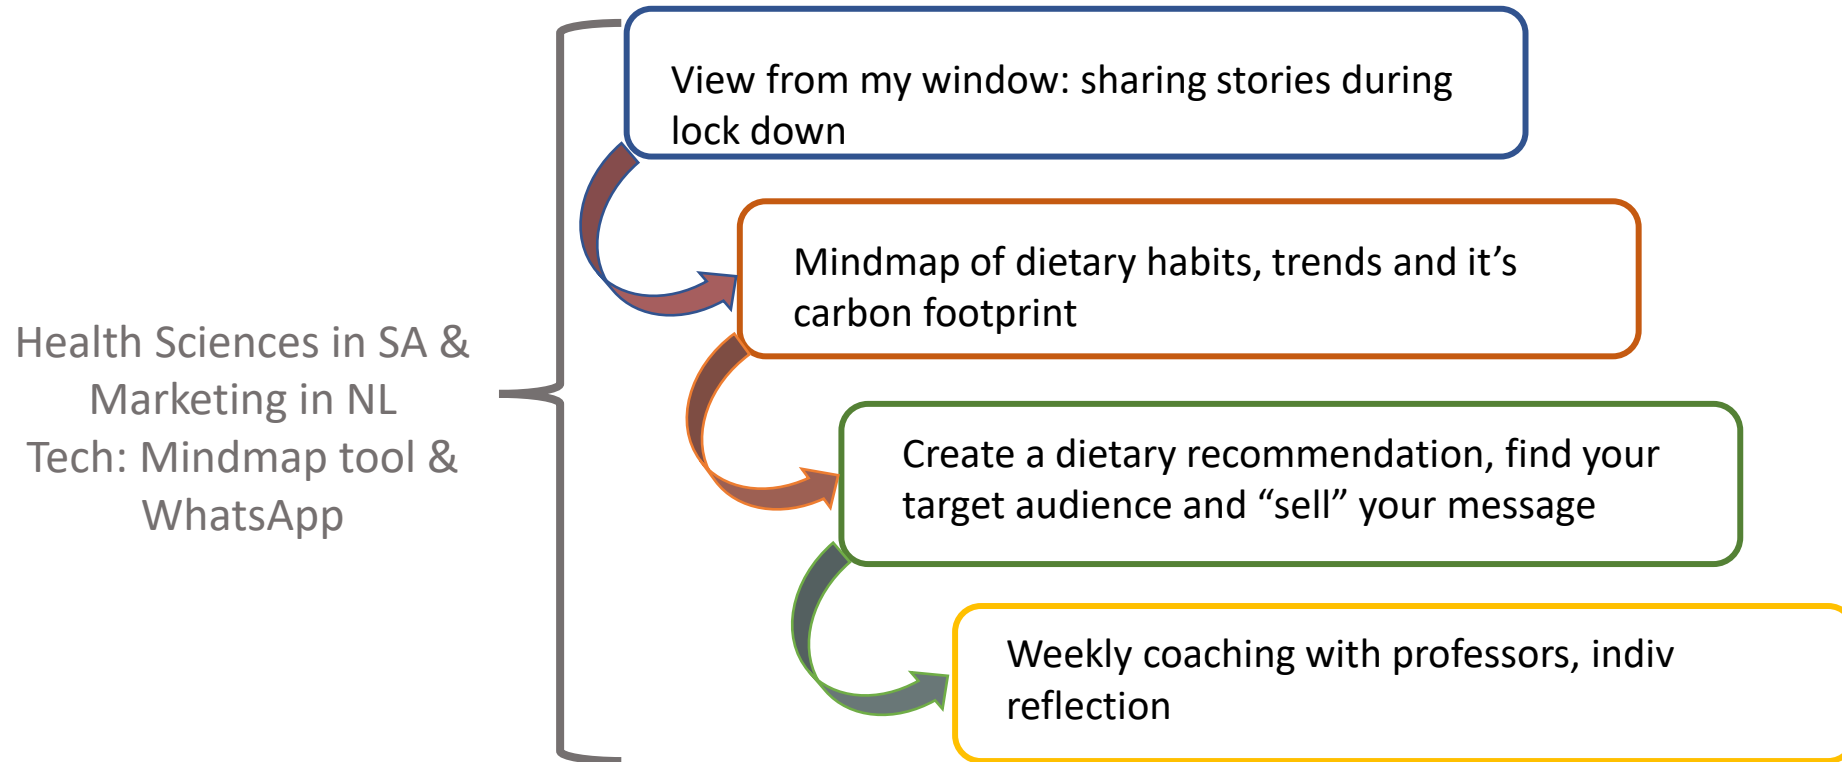 View from my window: sharing stories during
lock down
Mindmap of dietary habits, trends and it’s
carbon footprint
Health Sciences in SA &
Marketing in NL
Tech: Mindmap tool &
WhatsApp
Create a dietary recommendation, find your
target audience and “sell” your message
Weekly coaching with professors, indiv
reflection